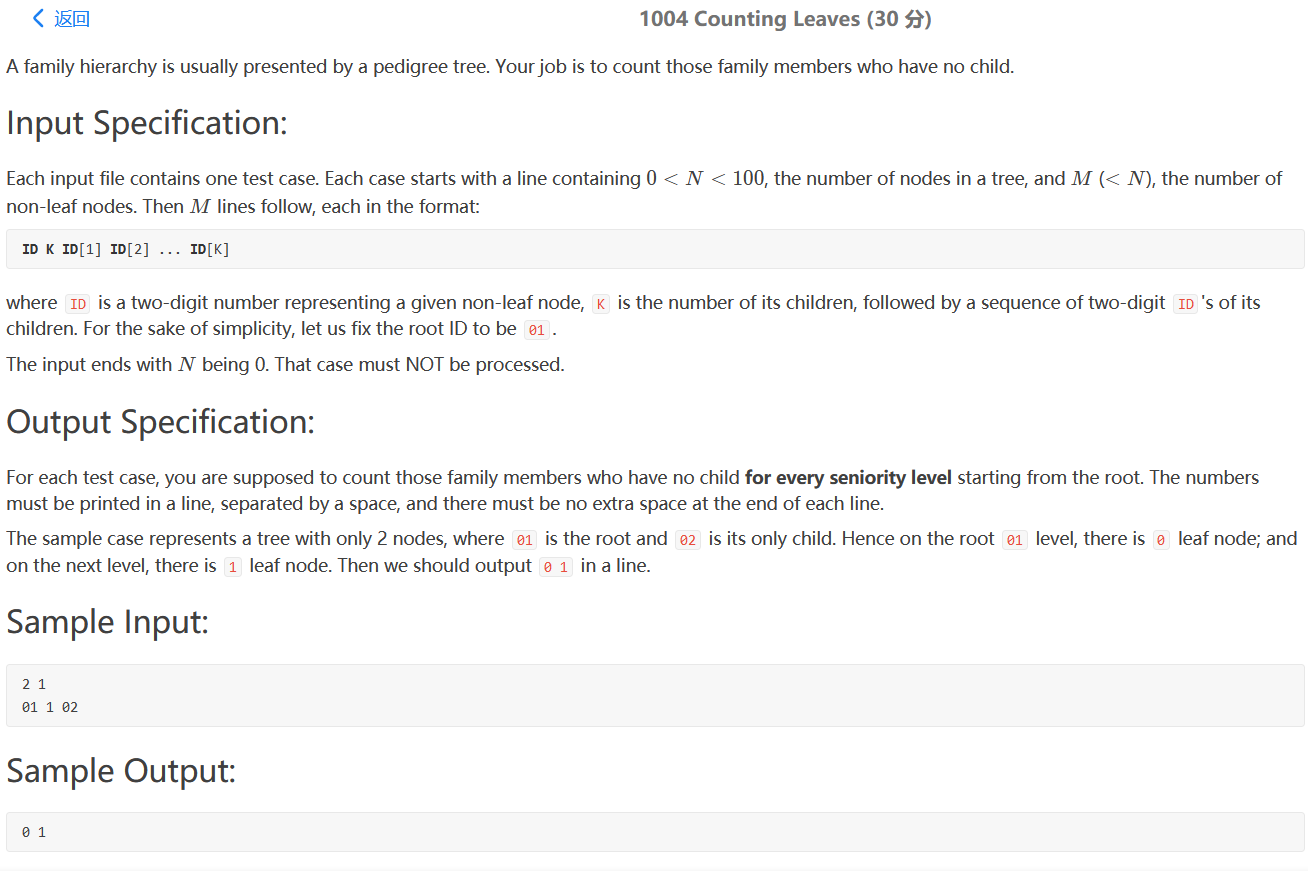 返回
1004 Counting Leaves (30 分)
A family hierarchy is usually presented by a pedigree tree. Your job is to count those family members who have no child.
Input Specification:
Each input file contains one test case. Each case starts with a line containing 0 < N < 100, the number of nodes in a tree, and M (< N), the number of
non-leaf nodes. Then M lines follow, each in the format:
ID K ID[1] ID[2] ... ID[K]
where ID is a two-digit number representing a given non-leaf node, K is the number of its children, followed by a sequence of two-digit ID 's of its
children. For the sake of simplicity, let us fix the root ID to be 01 .
The input ends with N being 0. That case must NOT be processed.
Output Specification:
For each test case, you are supposed to count those family members who have no child for every seniority level starting from the root. The numbers
must be printed in a line, separated by a space, and there must be no extra space at the end of each line.
The sample case represents a tree with only 2 nodes, where 01 is the root and 02 is its only child. Hence on the root 01 level, there is 0 leaf node; and
on the next level, there is 1 leaf node. Then we should output 0 1 in a line.
Sample Input:
2 1
01 1 02
Sample Output:
0 1